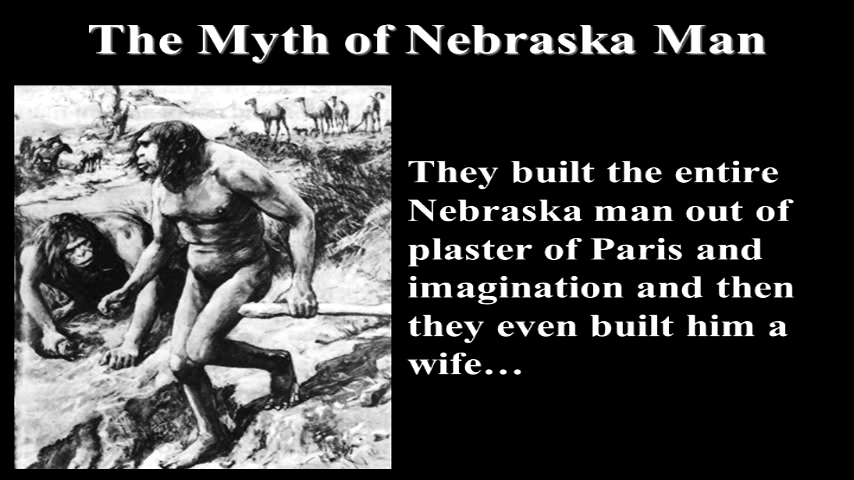 The Myth of Nebraska Man
They built the entire
Nebraska man out of
plaster of Paris and
imagination and then
they even built him a
wife...